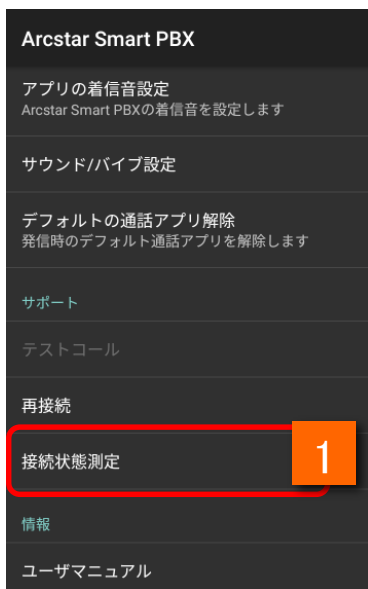 Arcstar Smart PBX
アプリの着信音設定
Arcstar Smart PBXの着信音を設定します
サウンド/バイブ設定
デフォルトの通話アプリ解除
発信時のデフォルト通話アプリを解除します
サポート
テストコール
再接続
接続状態測定
1
情報
ユーザマニュアル